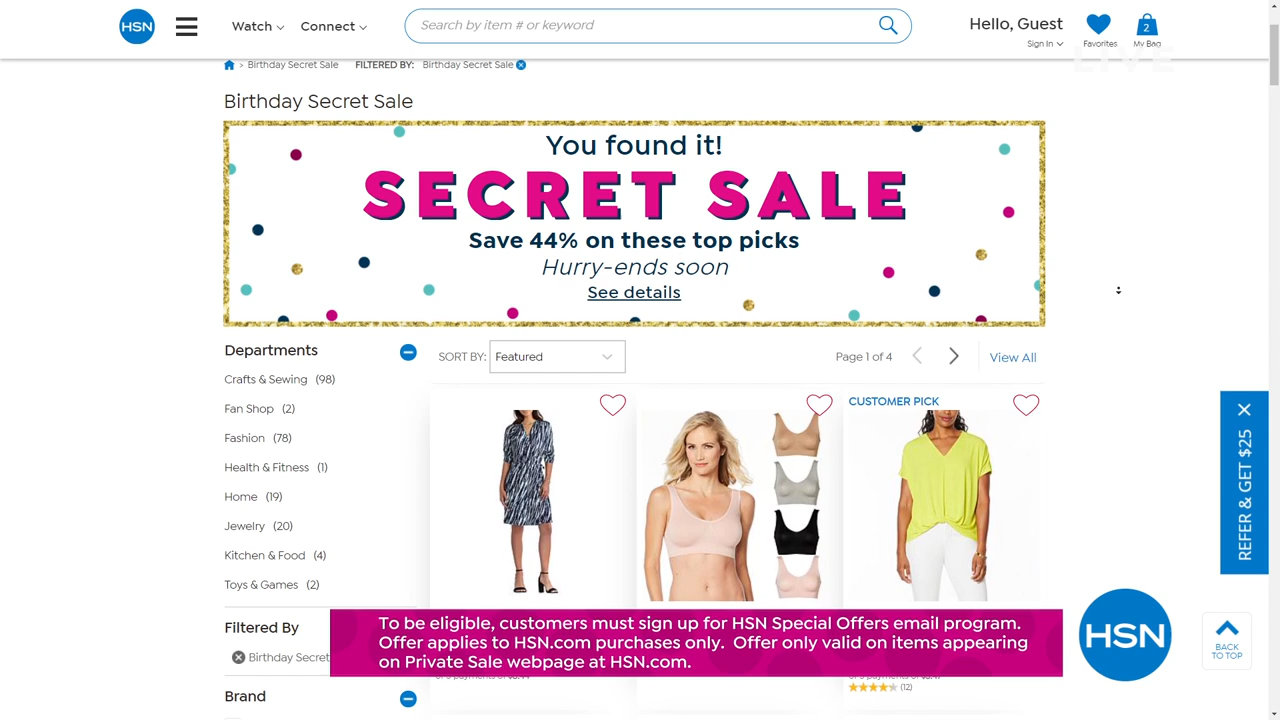 HSN
Watch
Connect
Search by item # or keyword
Hello, Guest
Sign In
Favorites
2
My Bag
LIVE
> Birthday Secret Sale
FILTERED BY:
Birthday Secret Sale
Birthday Secret Sale
You found it!
SECRET SALE
Save 44% on these top picks
Hurry-ends soon
See details
Departments
SORT BY:
Featured
Page 1 of 4
View All
Crafts & Sewing (98)
Fan Shop (2)
Fashion (78)
Health & Fitness (1)
Home (19)
Jewelry (20)
Kitchen & Food (4)
Toys & Games (2)
CUSTOMER PICK
REFER & GET $25
Filtered By
Birthday Secret
Brand
To be eligible, customers must sign up for HSN Special Offers email program.
Offer applies to HSN.com purchases only. Offer only valid on items appearing
on Private Sale webpage at HSN.com.
(12)
HSN
BACK
TO TOP